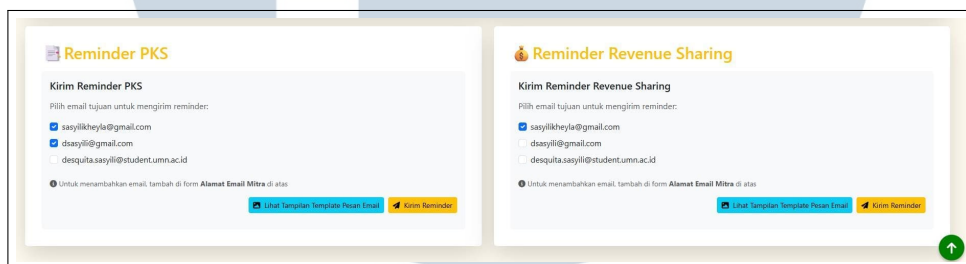 Reminder PKS
Kirim Reminder PKS
Pilih email tujuan untuk mengirim reminder:
sasyilikheyla@gmail.com
dsasyili@gmail.com
desquita.sasyili@student.umn.ac.id
Untuk menambahkan email, tambah di form Alamat Email Mitra di atas
Lihat Tampilan Template Pesan Email
Kirim Reminder
Reminder Revenue Sharing
Kirim Reminder Revenue Sharing
Pilih email tujuan untuk mengirim reminder:
sasyilikheyla@gmail.com
dsasyili@gmail.com
desquita.sasyili@student.umn.ac.id
Untuk menambahkan email, tambah di form Alamat Email Mitra di atas
Lihat Tampilan Template Pesan Email
Kirim Reminder